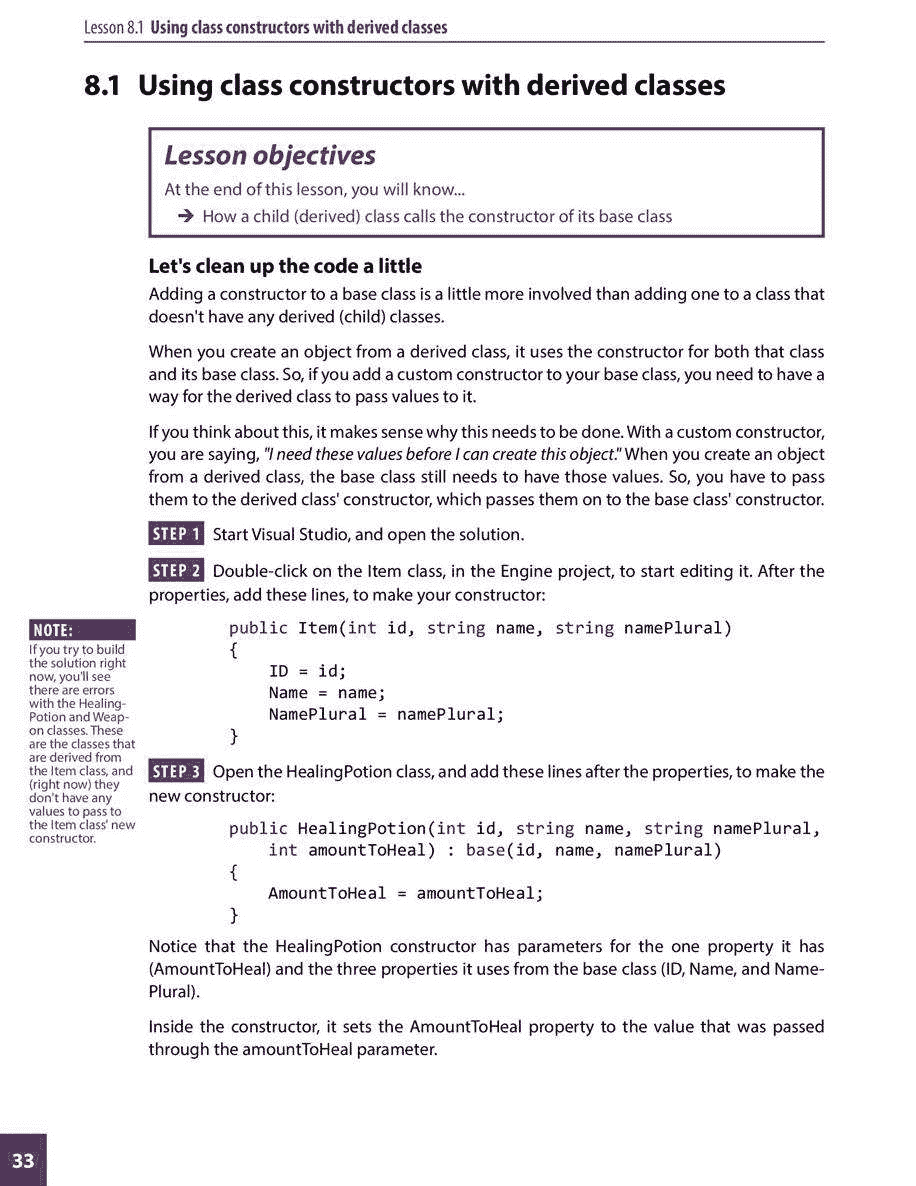 Lesson 8.1 Using class constructors with derived classes
8.1 Using class constructors with derived classes
Lesson objectives
At the end of this lesson, you will know...
➔ How a child (derived) class calls the constructor of its base class
Let's clean up the code a little
Adding a constructor to a base class is a little more involved than adding one to a class that
doesn't have any derived (child) classes.
When you create an object from a derived class, it uses the constructor for both that class
and its base class. So, if you add a custom constructor to your base class, you need to have a
way for the derived class to pass values to it.
If you think about this, it makes sense why this needs to be done. With a custom constructor,
you are saying, "I need these values before I can create this object." When you create an object
from a derived class, the base class still needs to have those values. So, you have to pass
them to the derived class' constructor, which passes them on to the base class' constructor.
STEP 1 Start Visual Studio, and open the solution.
STEP 2 Double-click on the Item class, in the Engine project, to start editing it. After the
properties, add these lines, to make your constructor:
public Item(int id, string name, string namePlural)
{
ID = id;
Name = name;
NamePlural = namePlural;
}
NOTE:
If you try to build
the solution right
now, you'll see
there are errors
with the Healing-
Potion and Weap-
on classes. These
are the classes that
are derived from
the Item class, and
(right now) they
don't have any
values to pass to
the Item class' new
constructor.
STEP 3 Open the HealingPotion class, and add these lines after the properties, to make the
new constructor:
public HealingPotion(int id, string name, string namePlural,
int amountToHeal) : base(id, name, namePlural)
{
AmountToHeal = amountToHeal;
}
Notice that the HealingPotion constructor has parameters for the one property it has
(AmountToHeal) and the three properties it uses from the base class (ID, Name, and Name-
Plural).
Inside the constructor, it sets the AmountToHeal property to the value that was passed
through the amountToHeal parameter.
33